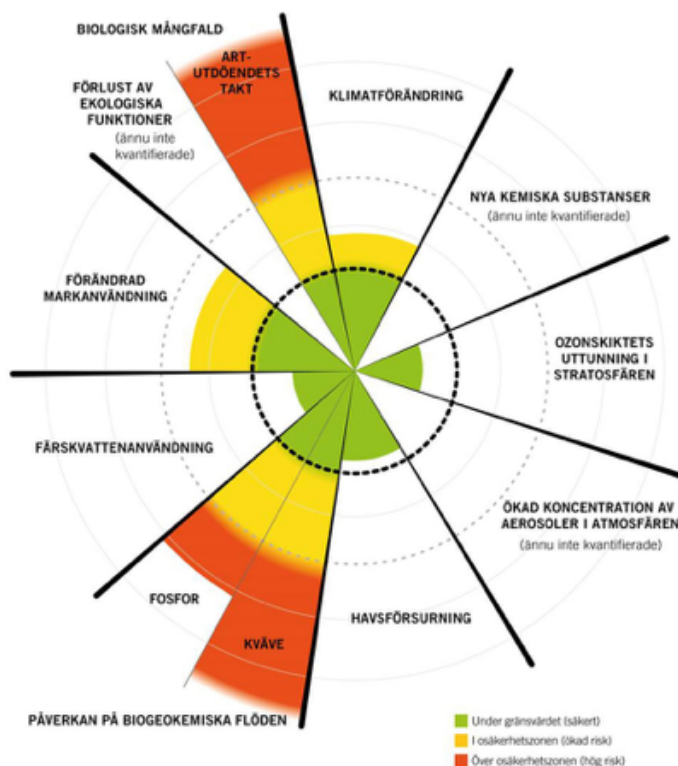 BIOLOGISK MÅNGFALD
ART-
UTDÖENDETS
TAKT
FÖRLUST AV
EKOLOGISKA
FUNKTIONER
(ännu inte
kvantifierade)
KLIMATFÖRÄNDRING
NYA KEMISKA SUBSTANSER
(ännu inte kvantifierade)
FÖRÄNDRAD
MARKANVÄNDNING
OZONSKIKTETS
UTTUNNING I
STRATOSFÄREN
FÄRSKVATTENANVÄNDNING
ÖKAD KONCENTRATION AV
AEROSOLER I ATMOSFÄREN
(ännu inte kvantifierade)
FOSFOR
HAVSFÖRSURNING
KVÄVE
PÅVERKAN PÅ BIOGEOKEMISKA FLÖDEN
Under gränsvärdet (säkert)
I osäkerhetszonen (ökad risk)
Över osäkerhetszonen (hög risk)